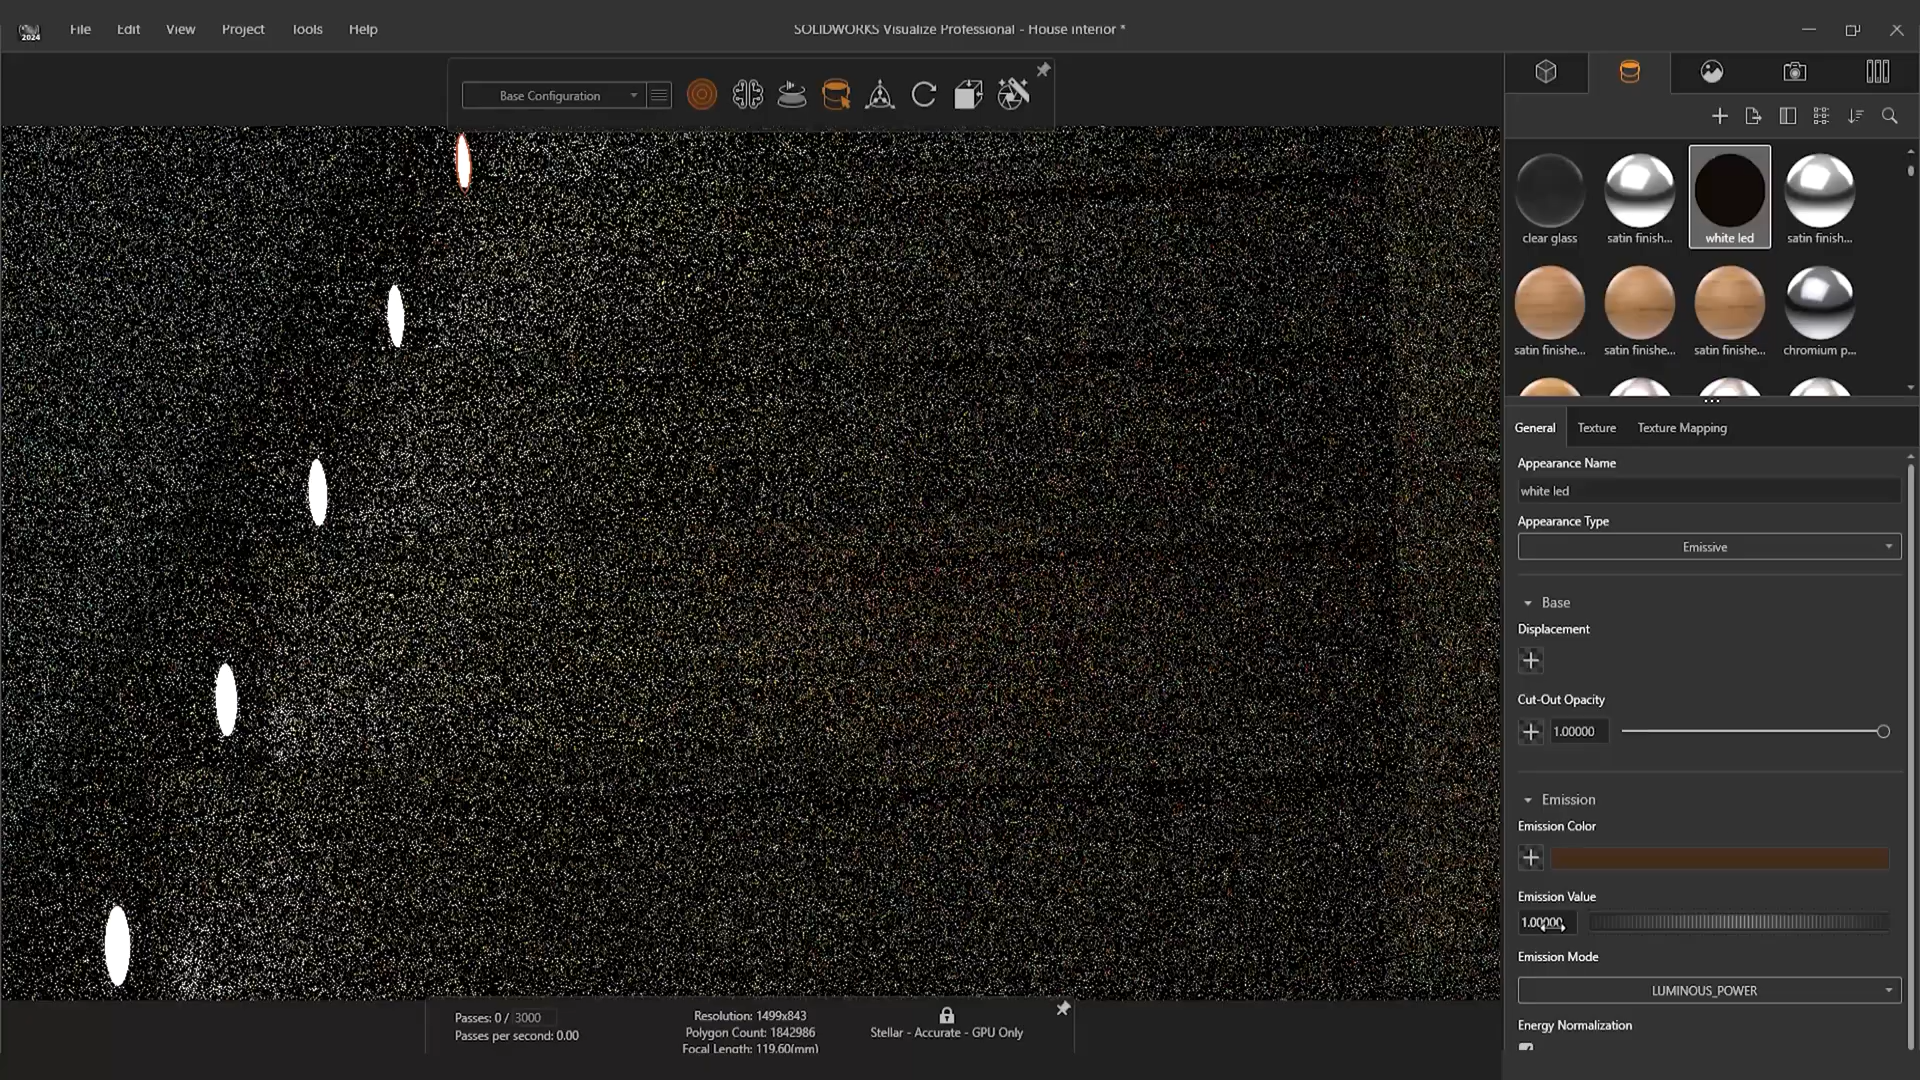 2024
File Edit View Project Tools Help
SOLIDWORKS Visualize Professional - House interior *
Base Configuration
clear glass
satin finish...
white led
satin finish...
satin finishe...
satin finishe...
satin finishe...
chromium p...
General Texture Texture Mapping
Appearance Name
white led
Appearance Type
Emissive
Base
Displacement
Cut-Out Opacity
1.00000
Emission
Emission Color
Emission Value
1.00000
Emission Mode
LUMINOUS_POWER
Energy Normalization
Passes: 0 / 3000
Passes per second: 0.00
Resolution: 1499x843
Polygon Count: 1842986
Focal Length: 119.60(mm)
Stellar - Accurate - GPU Only